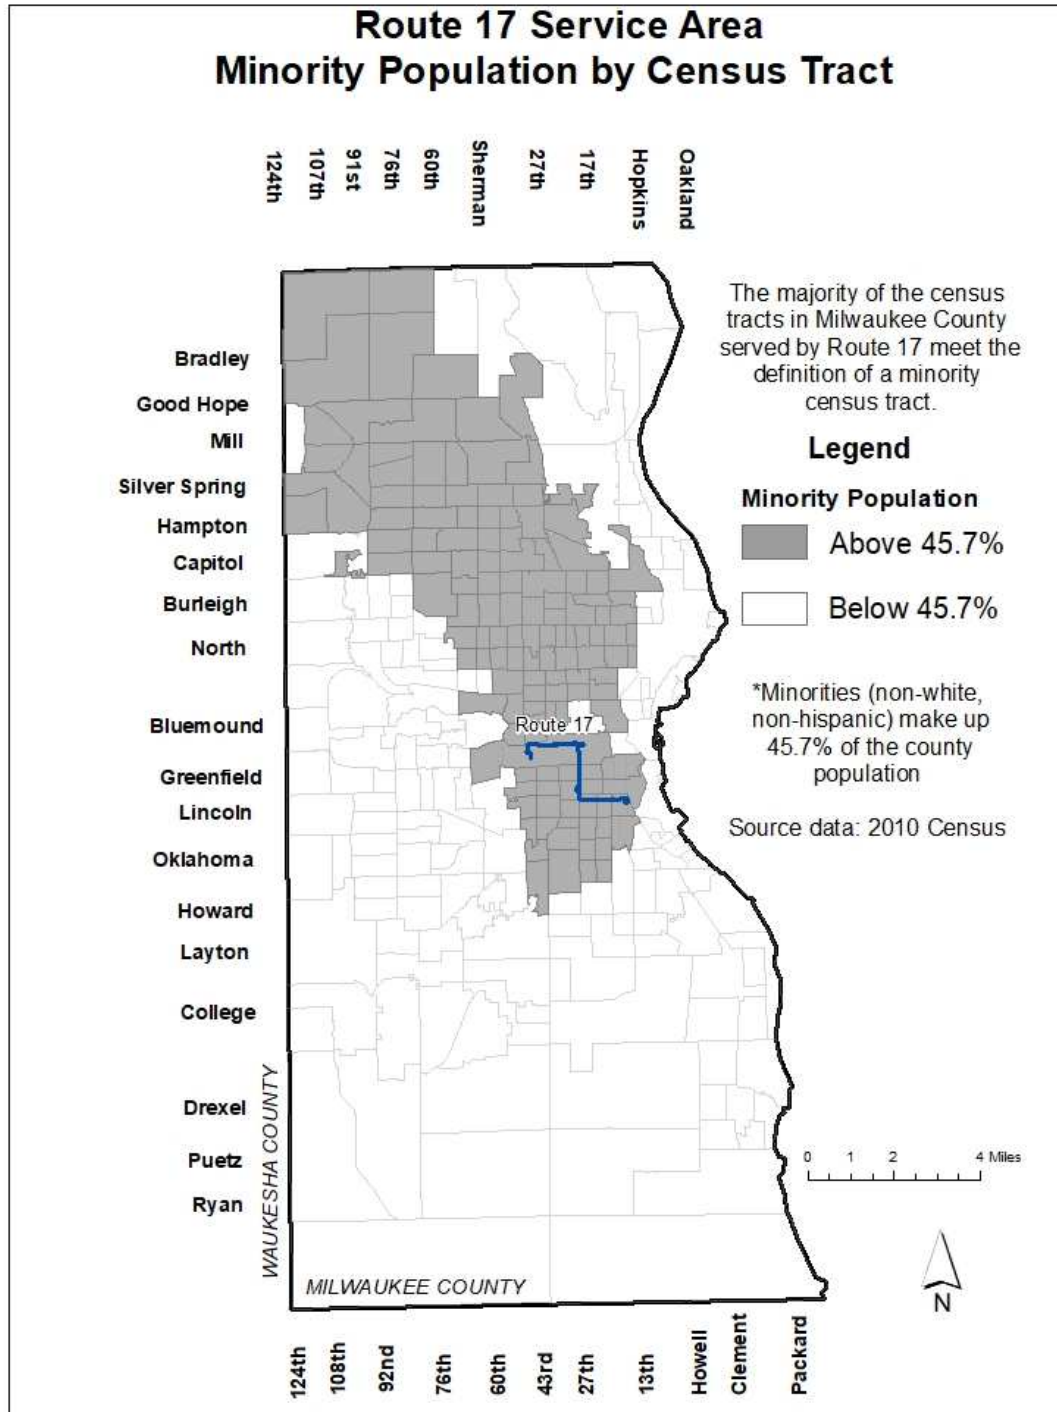 Route 17 Service Area
Minority Population by Census Tract
124th
107th
91st
76th
60th
Sherman
27th
17th
Hopkins
Oakland
The majority of the census
tracts in Milwaukee County
served by Route 17 meet the
definition of a minority
census tract.
Legend
Minority Population
Above 45.7%
Below 45.7%
*Minorities (non-white,
non-hispanic) make up
45.7% of the county
population
Source data: 2010 Census
Bradley
Good Hope
Mill
Silver Spring
Hampton
Capitol
Burleigh
North
Bluemound
Greenfield
Lincoln
Oklahoma
Howard
Layton
College
Drexel
Puetz
Ryan
Route 17
WAUKESHA COUNTY
MILWAUKEE COUNTY
0 1 2 4 Miles
N
124th
108th
92nd
76th
60th
43rd
27th
13th
Howell
Clement
Packard